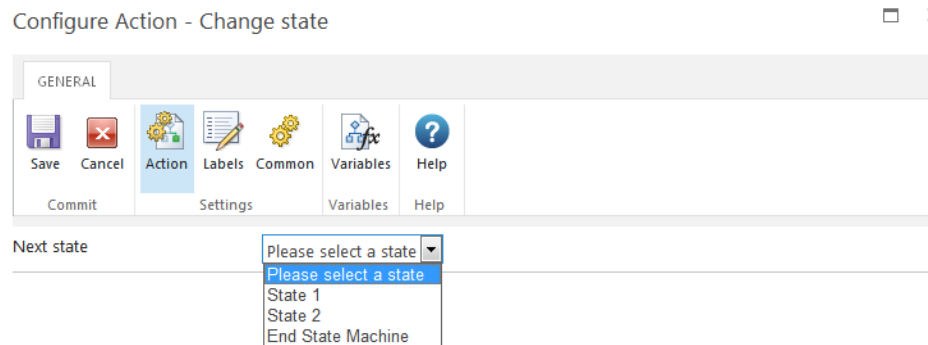 Configure Action - Change state
GENERAL
Save Cancel Action Labels Common Variables Help
Commit Settings Variables Help
Next state Please select a state
Please select a state
State 1
State 2
End State Machine